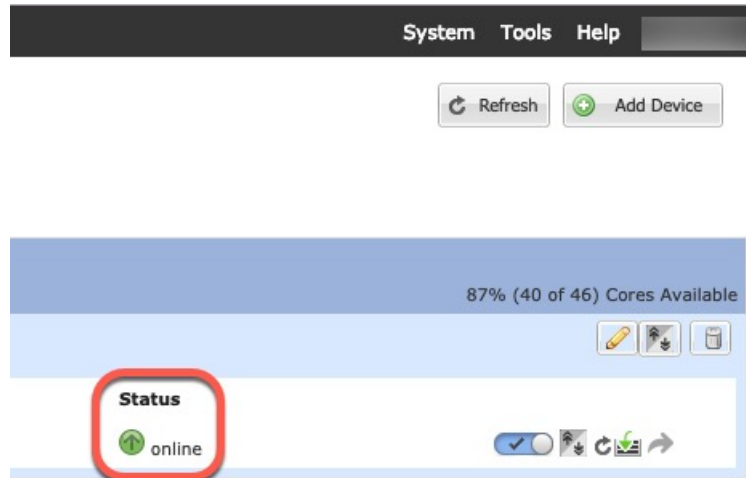 System Tools Help
Refresh Add Device
87% (40 of 46) Cores Available
Status
online